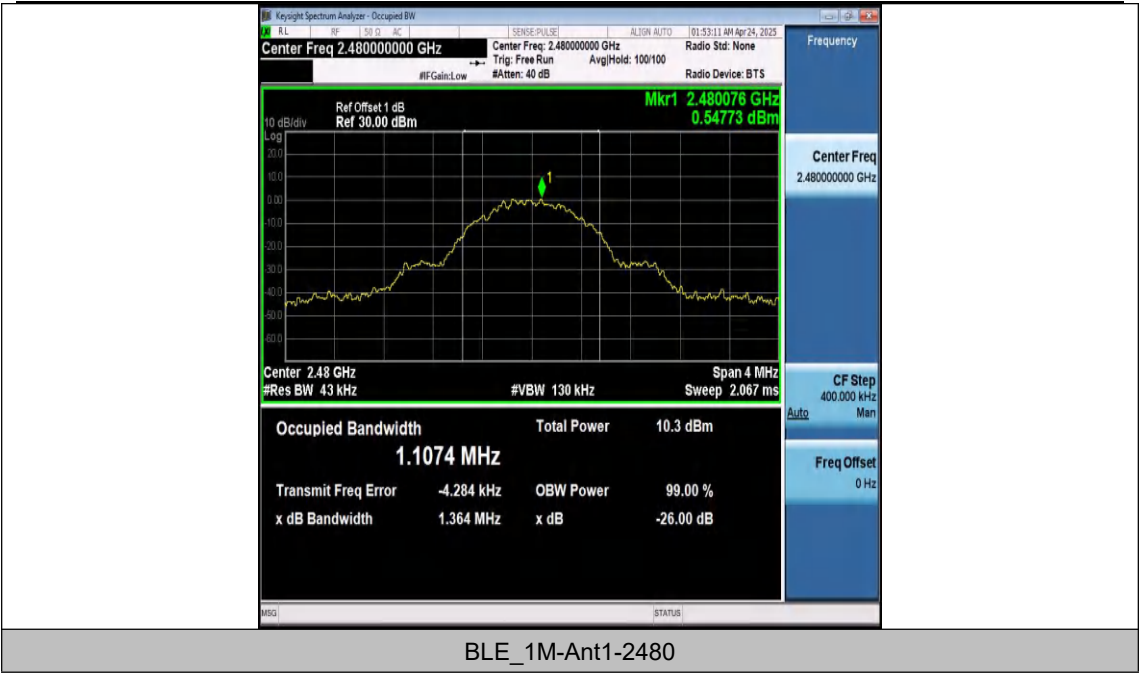 Keysight Spectrum Analyzer - Occupied BW
RL RF 50 Ω AC SENSE:PULSE ALIGN AUTO 01:53:11 AM Apr 24, 2025
Center Freq 2.480000000 GHz
Center Freq: 2.480000000 GHz
Radio Std: None
Trig: Free Run Avg|Hold: 100/100
#IFGain:Low #Atten: 40 dB Radio Device: BTS
Frequency
Mkr1 2.480076 GHz
0.54773 dBm
Ref Offset 1 dB
10 dB/div Ref 30.00 dBm
Log
20.0
10.0
0.00
-10.0
-20.0
-30.0
-40.0
-50.0
-60.0
1
Center 2.48 GHz Span 4 MHz
#Res BW 43 kHz #VBW 130 kHz Sweep 2.067 ms
Center Freq
2.480000000 GHz
CF Step
400.000 kHz
Auto Man
Freq Offset
0 Hz
Occupied Bandwidth Total Power 10.3 dBm
1.1074 MHz
Transmit Freq Error -4.284 kHz OBW Power 99.00 %
x dB Bandwidth 1.364 MHz x dB -26.00 dB
MSG STATUS
BLE_1M-Ant1-2480